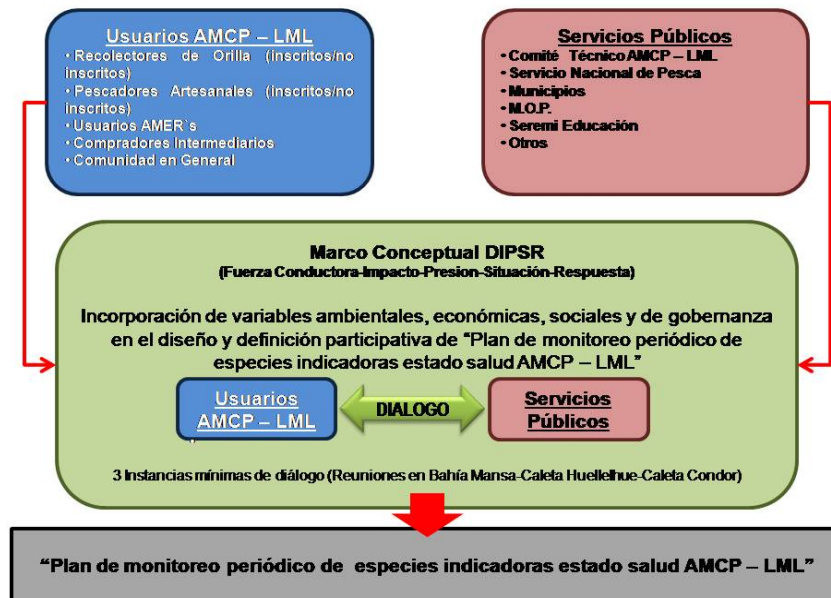 Usuarios AMCP – LML
• Recolectores de Orilla (inscritos/no
inscritos)
• Pescadores Artesanales (inscritos/no
inscritos)
• Usuarios AMER`s
• Compradores Intermediarios
• Comunidad en General
Servicios Públicos
• Comité Técnico AMCP – LML
• Servicio Nacional de Pesca
• Municipios
• M.O.P.
• Seremi Educación
• Otros
Marco Conceptual DIPSR
(Fuerza Conductora-Impacto-Presion-Situación-Respuesta)
Incorporación de variables ambientales, económicas, sociales y de gobernanza
en el diseño y definición participativa de “Plan de monitoreo periódico de
especies indicadoras estado salud AMCP – LML”
Usuarios
AMCP – LML
DIALOGO
Servicios
Públicos
3 Instancias mínimas de diálogo (Reuniones en Bahía Mansa-Caleta Huellelhue-Caleta Condor)
“Plan de monitoreo periódico de especies indicadoras estado salud AMCP – LML”